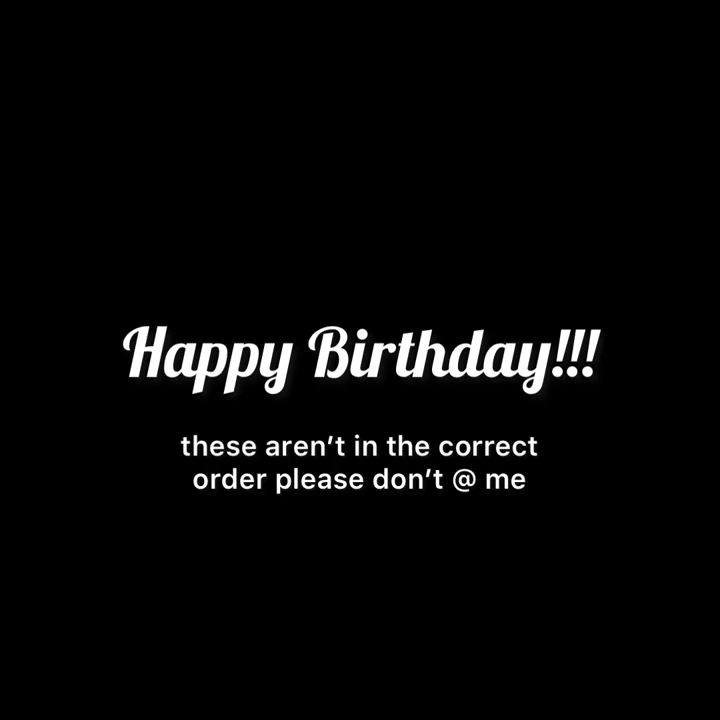 Happy Birthday!!!
these aren’t in the correct
order please don’t @ me